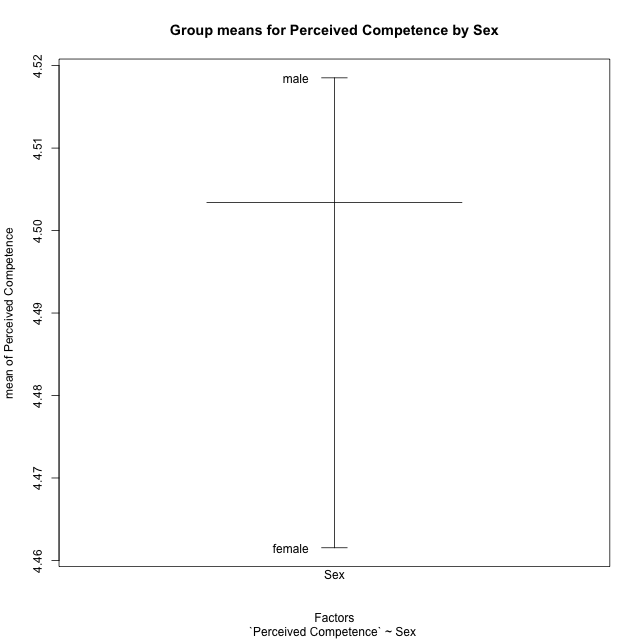 Group means for Perceived Competence by Sex
mean of Perceived Competence
4.52
4.51
4.50
4.49
4.48
4.47
4.46
male
female
Sex
Factors
`Perceived Competence` ~ Sex